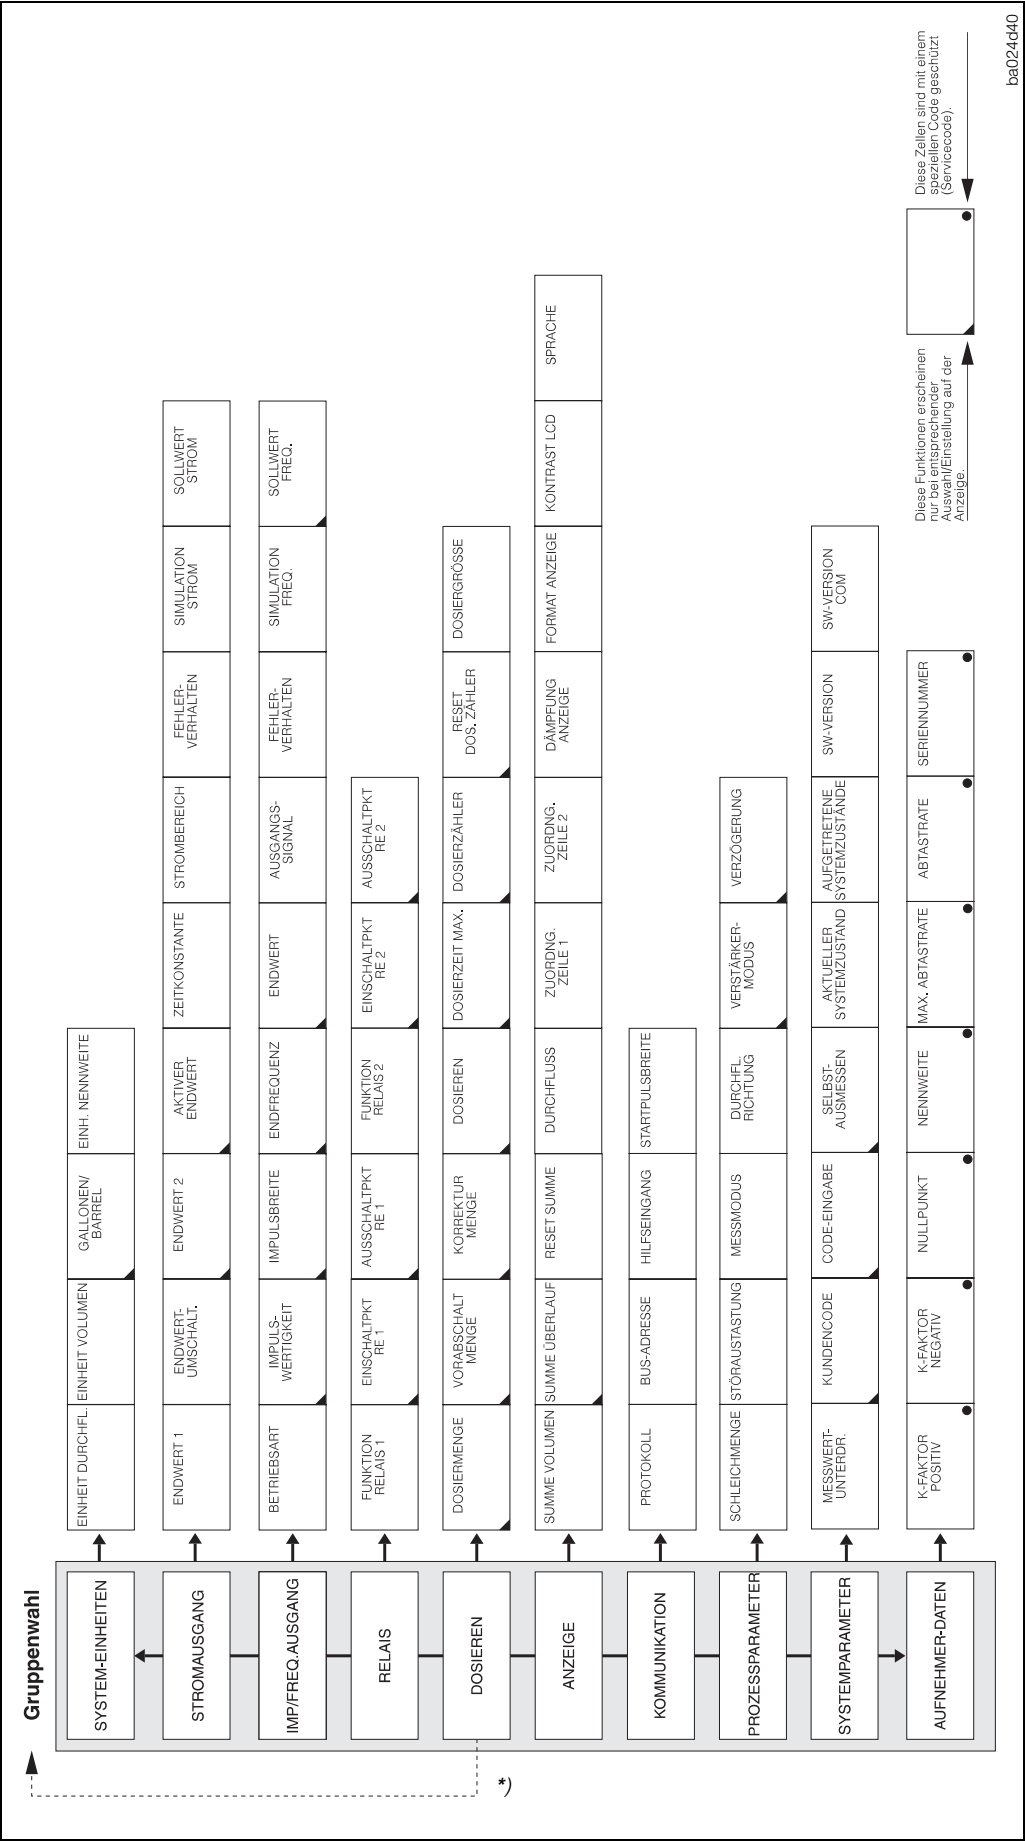 Gruppenwahl
SYSTEM-EINHEITEN
EINHEIT DURCHFL.
EINHEIT VOLUMEN
GALLONEN/
BARREL
EINH. NENNWEITE
STROMAUSGANG
ENDWERT 1
ENDWERT-
UMSCHALT.
ENDWERT 2
AKTIVER
ENDWERT
ZEITKONSTANTE
STROMBEREICH
FEHLER-
VERHALTEN
SIMULATION
STROM
SOLLWERT
STROM
IMP/FREQ.AUSGANG
BETRIEBSART
IMPULS-
WERTIGKEIT
IMPULSBREITE
ENDFREQUENZ
ENDWERT
AUSGANGS-
SIGNAL
FEHLER-
VERHALTEN
SIMULATION
FREQ.
SOLLWERT
FREQ.
RELAIS
FUNKTION
RELAIS 1
EINSCHALTPKT
RE 1
AUSSCHALTPKT
RE 1
FUNKTION
RELAIS 2
EINSCHALTPKT
RE 2
AUSSCHALTPKT
RE 2
DOSIEREN
DOSIERMENGE
VORABSCHALT
MENGE
KORREKTUR
MENGE
DOSIEREN
DOSIERZEIT MAX.
DOSIERZÄHLER
RESET
DOS. ZÄHLER
DOSIERGRÖSSE
ANZEIGE
SUMME VOLUMEN
SUMME ÜBERLAUF
RESET SUMME
DURCHFLUSS
ZUORDNG.
ZEILE 1
ZUORDNG.
ZEILE 2
DÄMPFUNG
ANZEIGE
FORMAT ANZEIGE
KONTRAST LCD
SPRACHE
KOMMUNIKATION
PROTOKOLL
BUS-ADRESSE
HILFSEINGANG
STARTPULSBREITE
PROZESSPARAMETER
SCHLEICHMENGE
STÖRAUSTASTUNG
MESSMODUS
DURCHFL.
RICHTUNG
VERSTÄRKER-
MODUS
VERZÖGERUNG
SYSTEMPARAMETER
MESSWERT-
UNTERDR.
KUNDENCODE
CODE-EINGABE
SELBST-
AUSMESSEN
AKTUELLER
SYSTEMZUSTAND
AUFGETRETENE
SYSTEMZUSTÄNDE
SW-VERSION
SW-VERSION
COM
AUFNEHMER-DATEN
K-FAKTOR
POSITIV
K-FAKTOR
NEGATIV
NULLPUNKT
NENNWEITE
MAX. ABTASTRATE
ABTASTRATE
SERIENNUMMER
*)
Diese Funktionen erscheinen
nur bei entsprechender
Auswahl/Einstellung auf der
Anzeige.
Diese Zellen sind mit einem
speziellen Code geschützt
(Servicecode).
ba024d40